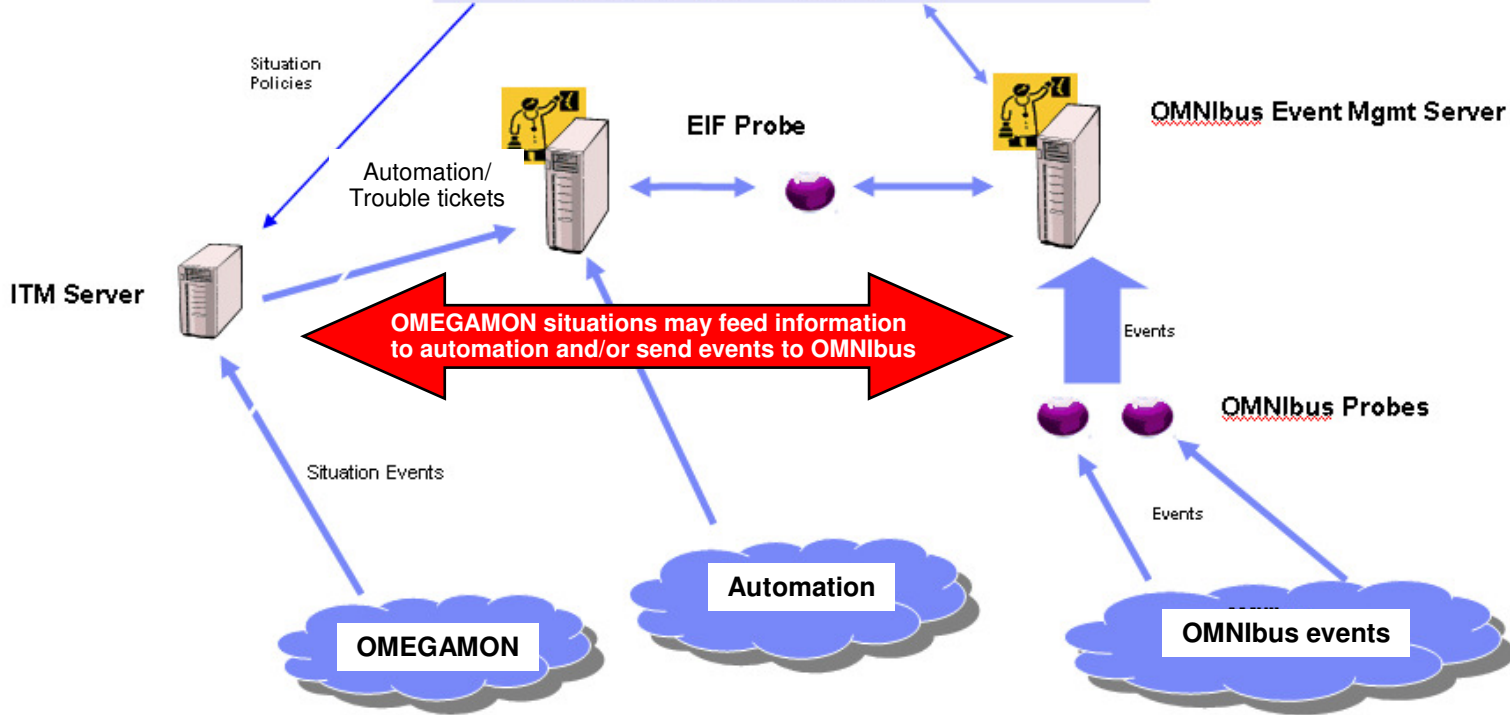 Situation
Policies
EIF Probe
OMNIbus Event Mgmt Server
Automation/
Trouble tickets
ITM Server
OMEGAMON situations may feed information
to automation and/or send events to OMNIbus
Events
OMNIbus Probes
Situation Events
Events
Automation
OMEGAMON
OMNIbus events